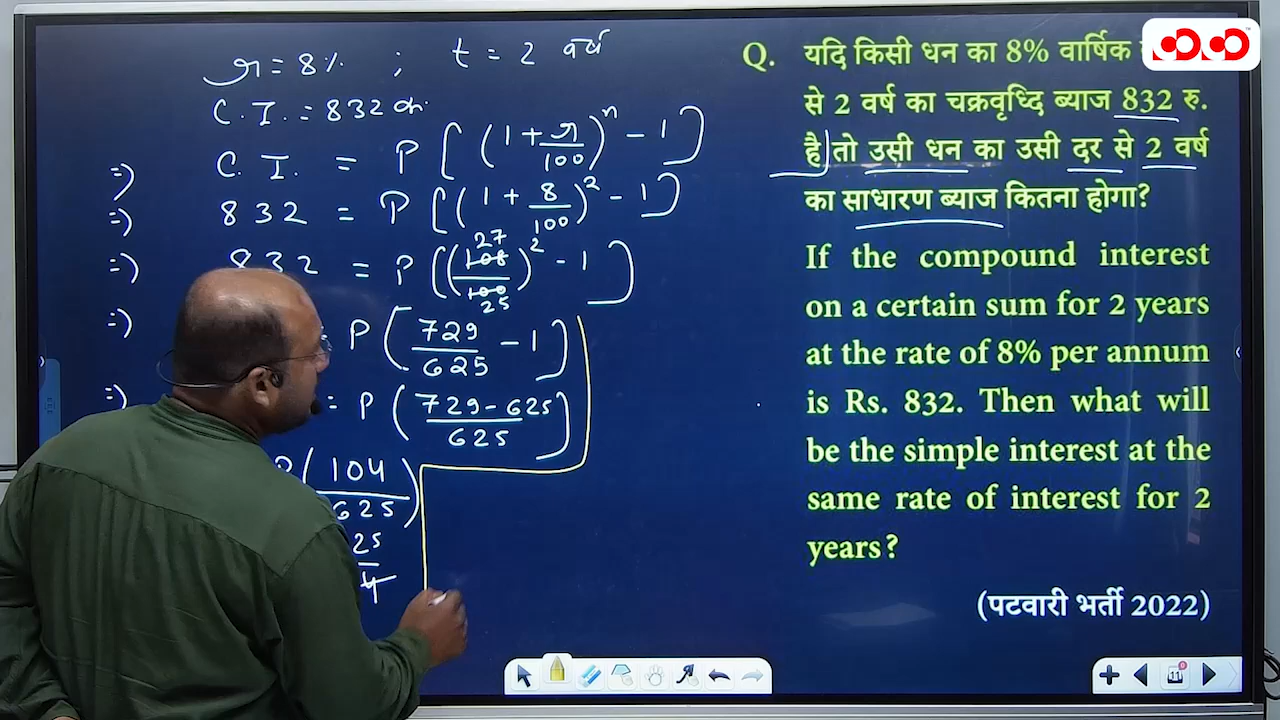 r = 8% ; t = 2 वर्ष
C.I. = 832 रु.
=) C.I. = P [ ( 1 + r/100 )^n - 1 ]
=) 832 = P [ ( 1 + 8/100 )^2 - 1 ]
27
=) 832 = P [ ( 108/100 )^2 - 1 ]
25
=) P ( 729/625 - 1 )
=) = P ( 729 - 625 / 625 )
P ( 104 / 625 )
25
4
Q. यदि किसी धन का 8% वार्षिक
से 2 वर्ष का चक्रवृध्दि ब्याज 832 रु.
है तो उसी धन का उसी दर से 2 वर्ष
का साधारण ब्याज कितना होगा?
If the compound interest
on a certain sum for 2 years
at the rate of 8% per annum
is Rs. 832. Then what will
be the simple interest at the
same rate of interest for 2
years?
(पटवारी भर्ती 2022)
11